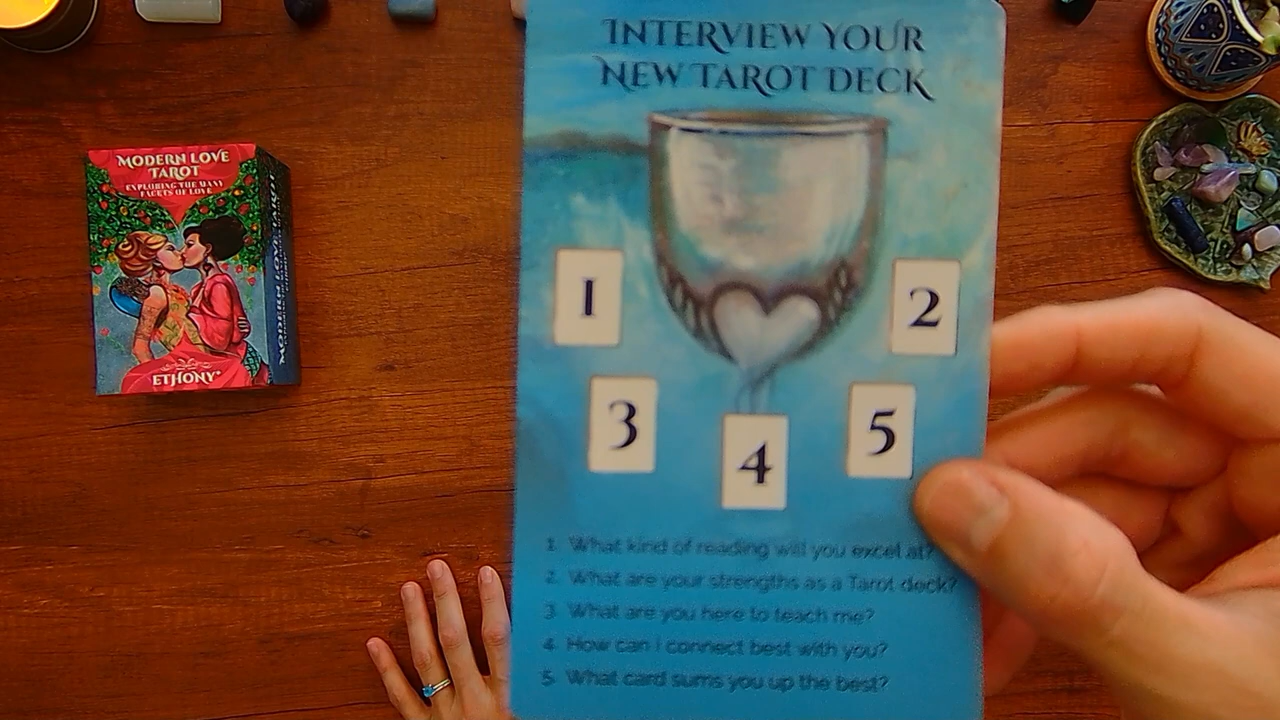 INTERVIEW YOUR
NEW TAROT DECK
1
2
3
5
4
1 What kind of reading will you excel at?
2. What are your strengths as a Tarot deck?
3 What are you here to teach me?
4 How can I connect best with you?
5 What card sums you up the best?
MODERN LOVE
TAROT
EXPLORING THE MANY
FACETS OF LOVE
ETHONY
MODERN LOVE TAROT